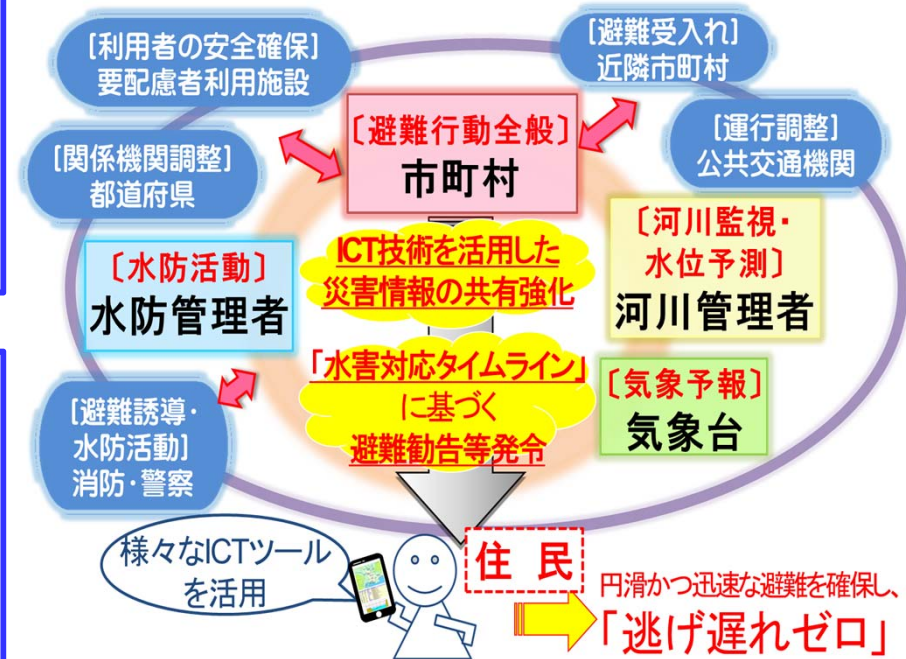 [利用者の安全確保]
要配慮者利用施設
[避難受入れ]
近隣市町村
〔避難行動全般〕
市町村
[運行調整]
公共交通機関
[関係機関調整]
都道府県
〔水防活動〕
水防管理者
ICT技術を活用した
災害情報の共有強化
〔河川監視・
水位予測〕
河川管理者
「水害対応タイムライン」
に基づく
避難勧告等発令
〔気象予報〕
気象台
[避難誘導・
水防活動]
消防・警察
様々なICTツール
を活用
住 民
円滑かつ迅速な避難を確保し、
「逃げ遅れゼロ」